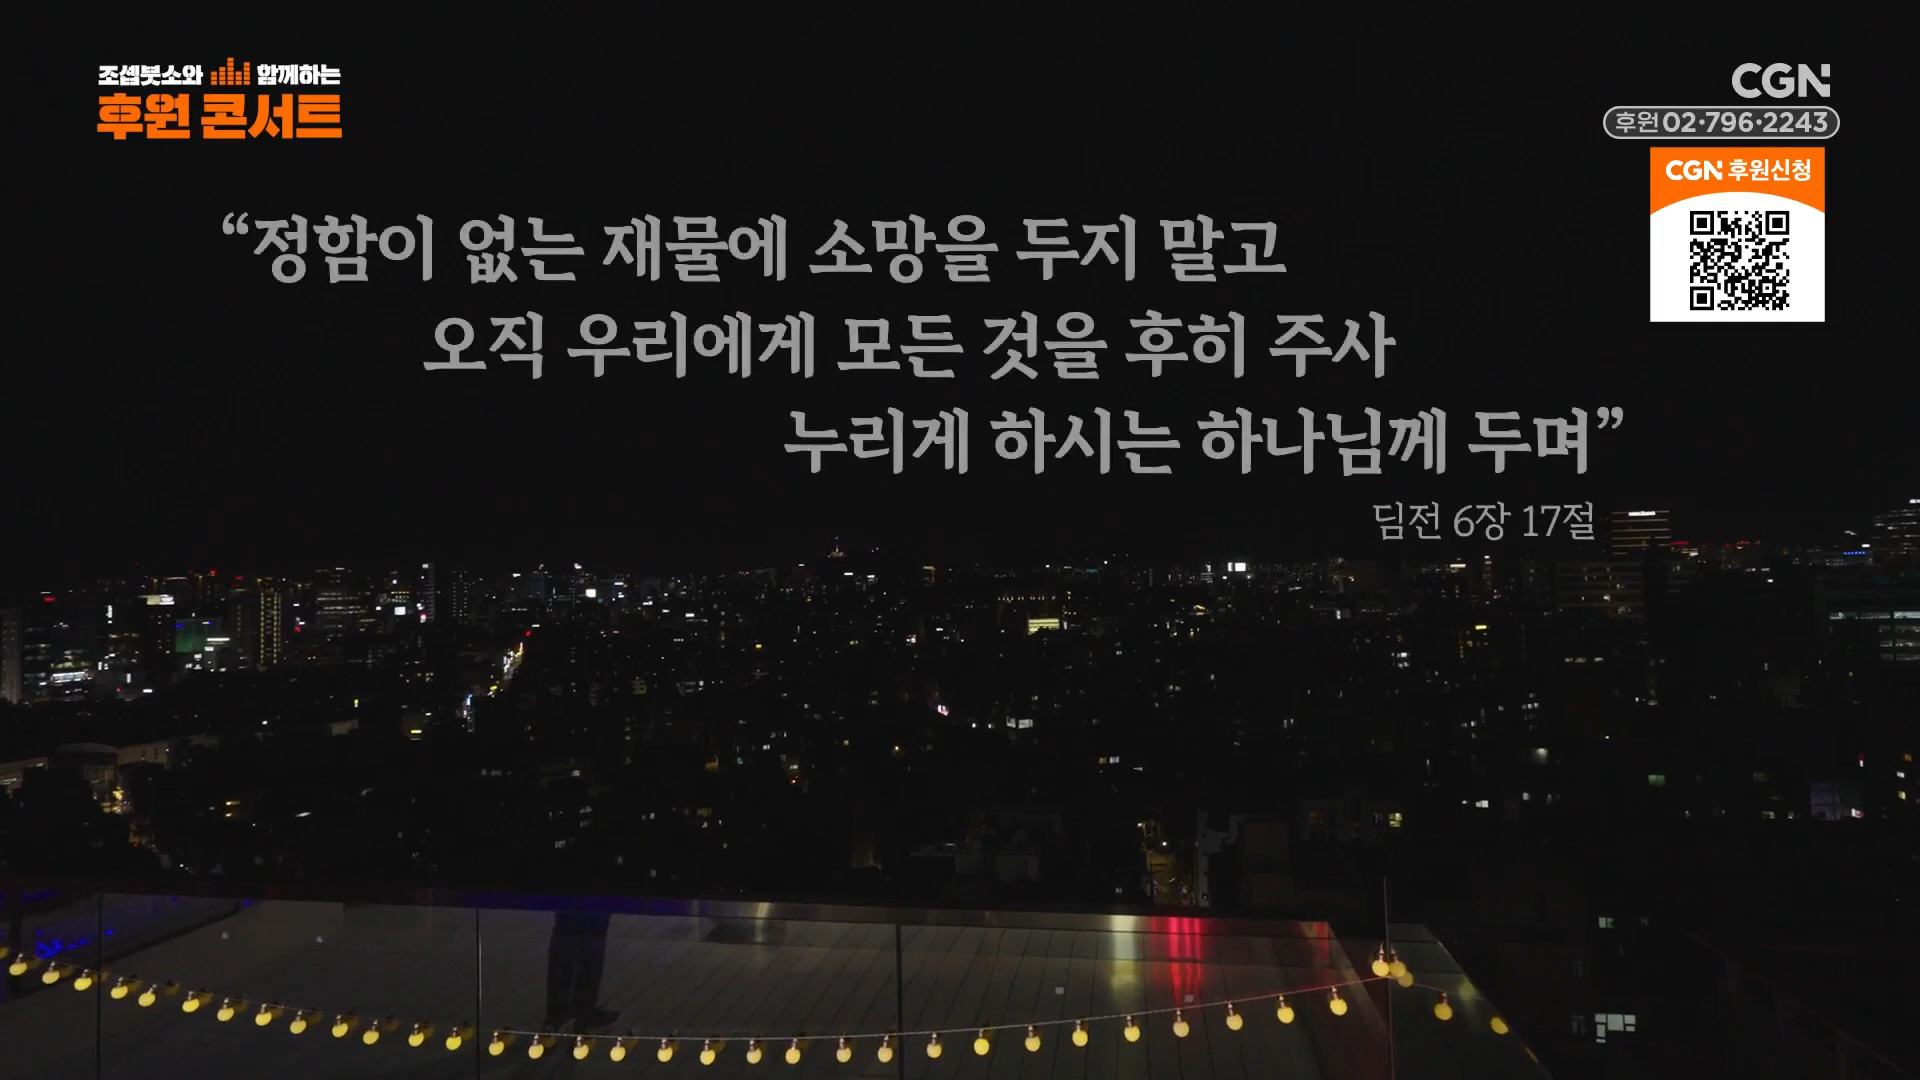 조셉붓소와 함께하는
후원 콘서트
CGN
후원 02·796·2243
CGN 후원신청
“정함이 없는 재물에 소망을 두지 말고
오직 우리에게 모든 것을 후히 주사
누리게 하시는 하나님께 두며”
딤전 6장 17절